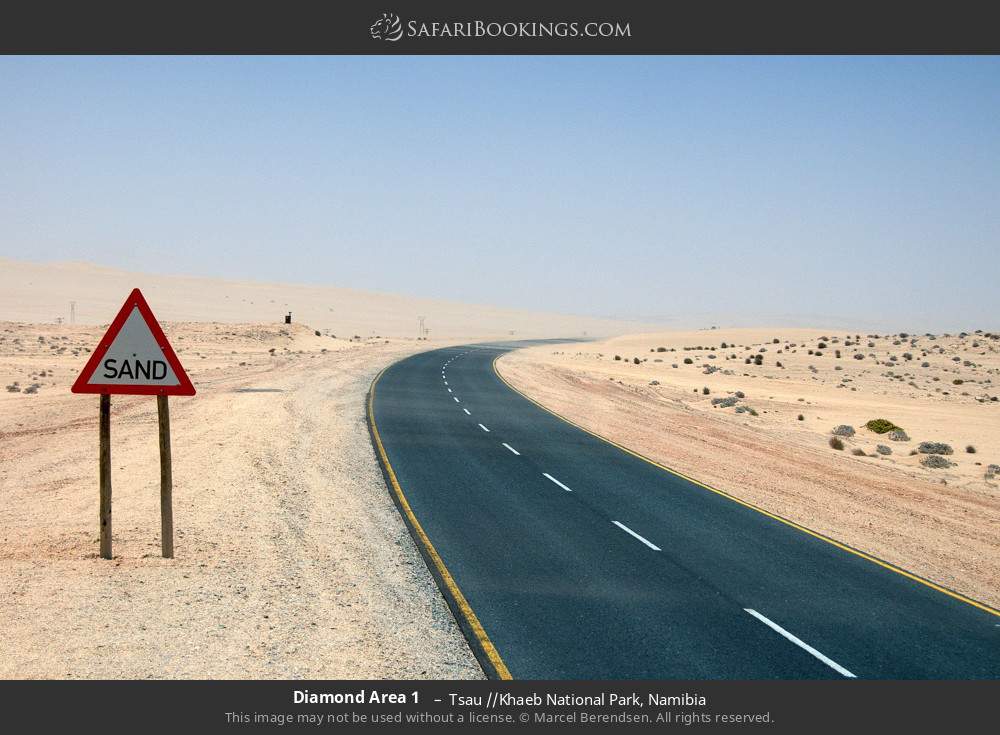 SafariBookings.com
SAND
Diamond Area 1 – Tsau //Khaeb National Park, Namibia
This image may not be used without a license. © Marcel Berendsen. All rights reserved.